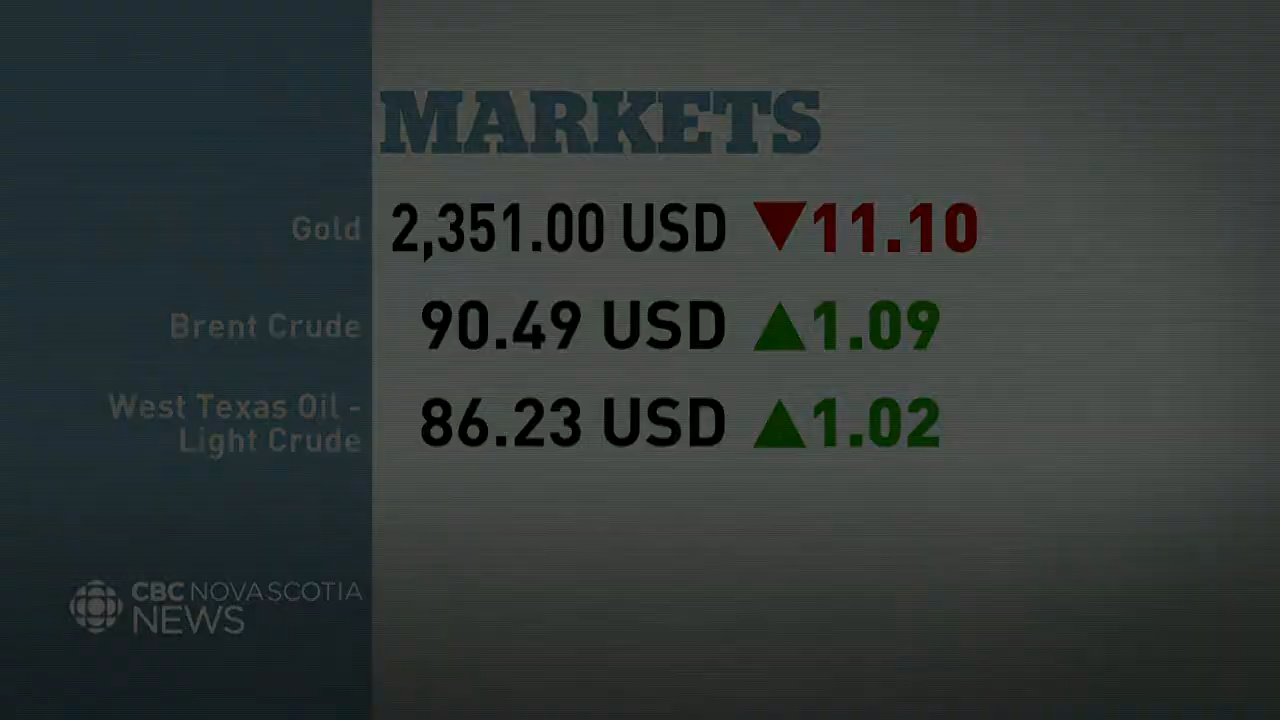 MARKETS
Gold 2,351.00 USD ▼11.10
Brent Crude 90.49 USD ▲1.09
West Texas Oil -
Light Crude 86.23 USD ▲1.02
CBC NOVA SCOTIA
NEWS